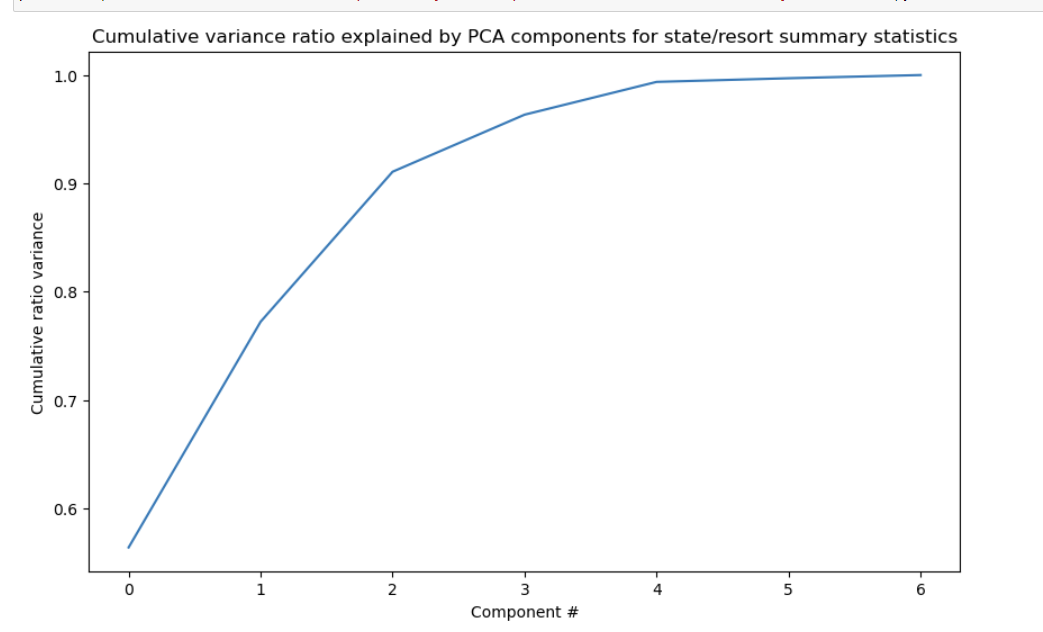 Cumulative variance ratio explained by PCA components for state/resort summary statistics
1.0
0.9
0.8
0.7
0.6
Cumulative ratio variance
0 1 2 3 4 5 6
Component #